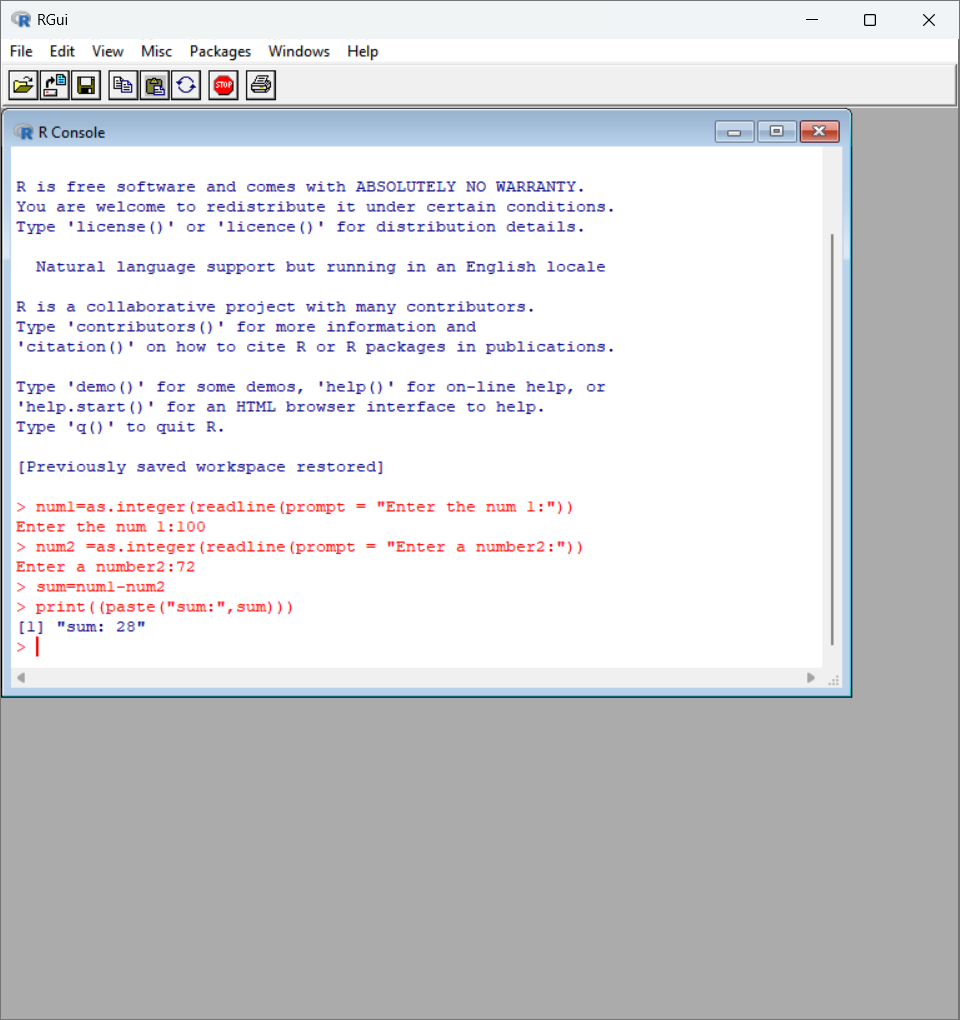 RGui
File Edit View Misc Packages Windows Help
STOP
R Console
R is free software and comes with ABSOLUTELY NO WARRANTY.
You are welcome to redistribute it under certain conditions.
Type 'license()' or 'licence()' for distribution details.
  Natural language support but running in an English locale
R is a collaborative project with many contributors.
Type 'contributors()' for more information and
'citation()' on how to cite R or R packages in publications.
Type 'demo()' for some demos, 'help()' for on-line help, or
'help.start()' for an HTML browser interface to help.
Type 'q()' to quit R.
[Previously saved workspace restored]
> num1=as.integer(readline(prompt = "Enter the num 1:"))
Enter the num 1:100
> num2 =as.integer(readline(prompt = "Enter a number2:"))
Enter a number2:72
> sum=num1-num2
> print((paste("sum:",sum)))
[1] "sum: 28"
>